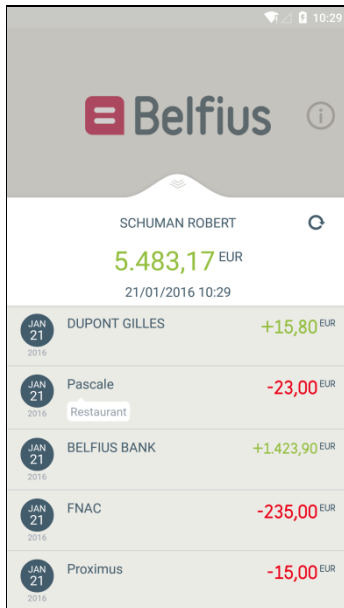 10:29
Belfius
SCHUMAN ROBERT
5.483,17 EUR
21/01/2016 10:29
JAN
21
2016
DUPONT GILLES
+15,80 EUR
JAN
21
2016
Pascale
-23,00 EUR
Restaurant
JAN
21
2016
BELFIUS BANK
+1.423,90 EUR
JAN
21
2016
FNAC
-235,00 EUR
JAN
21
Proximus
-15,00 EUR